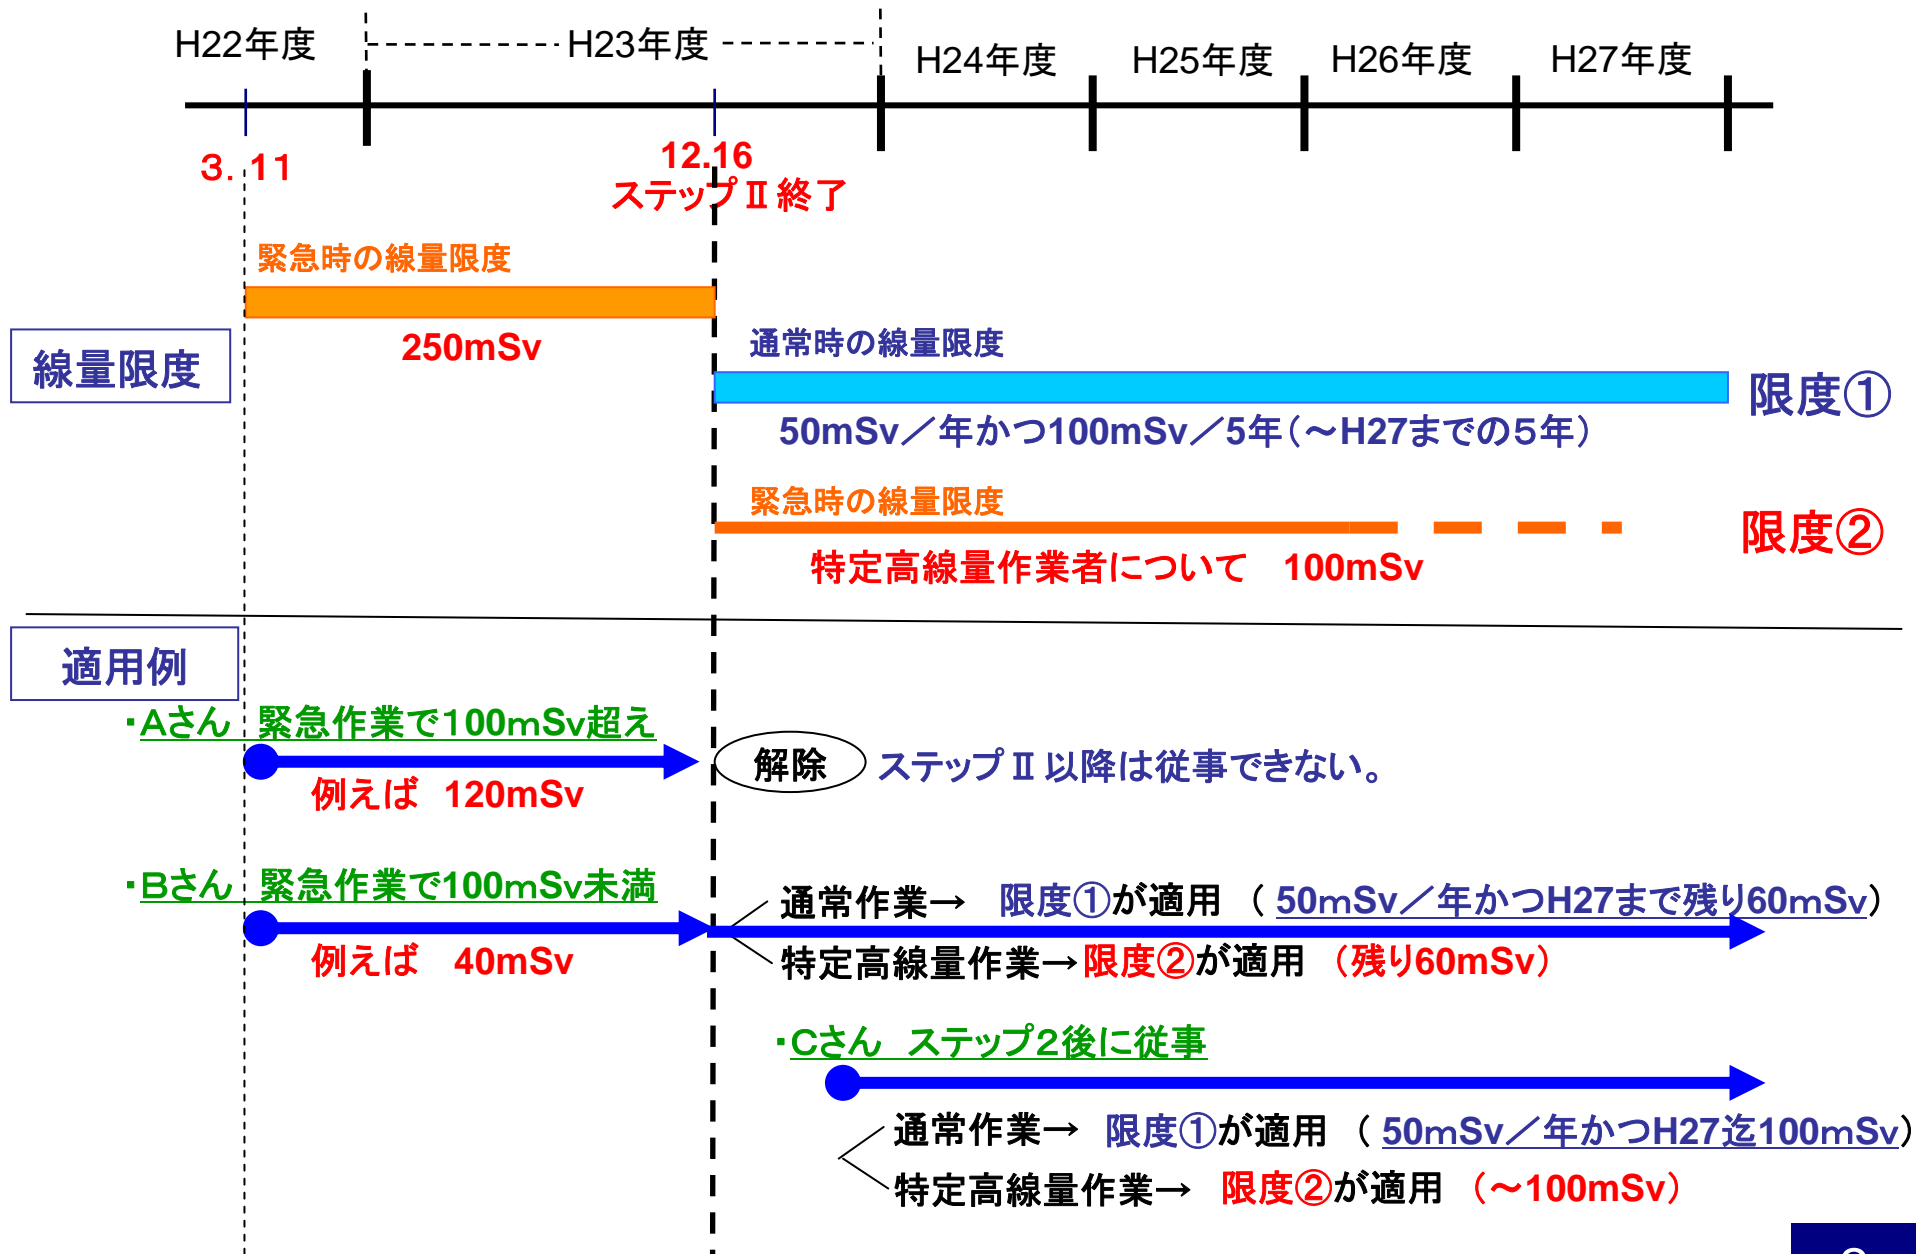 H22年度
H23年度
H24年度
H25年度
H26年度
H27年度
3．11
12.16
ステップⅡ終了
緊急時の線量限度
250mSv
線量限度
通常時の線量限度
50mSv／年かつ100mSv／5年（～H27までの５年）
限度①
緊急時の線量限度
特定高線量作業者について　100mSv
限度②
適用例
・Aさん　緊急作業で100mSv超え
例えば　120mSv
解除
ステップⅡ以降は従事できない。
・Bさん　緊急作業で100mSv未満
例えば　40mSv
通常作業→　限度①が適用　（ 50mSv／年かつH27まで残り60mSv）
特定高線量作業→限度②が適用　（残り60mSv）
・Cさん　ステップ２後に従事
通常作業→　限度①が適用　（ 50mSv／年かつH27迄100mSv）
特定高線量作業→　限度②が適用　（～100mSv）